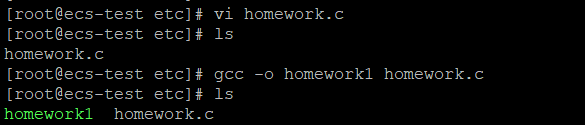 [root@ecs-test etc]# vi homework.c
[root@ecs-test etc]# ls
homework.c
[root@ecs-test etc]# gcc -o homework1 homework.c
[root@ecs-test etc]# ls
homework1  homework.c